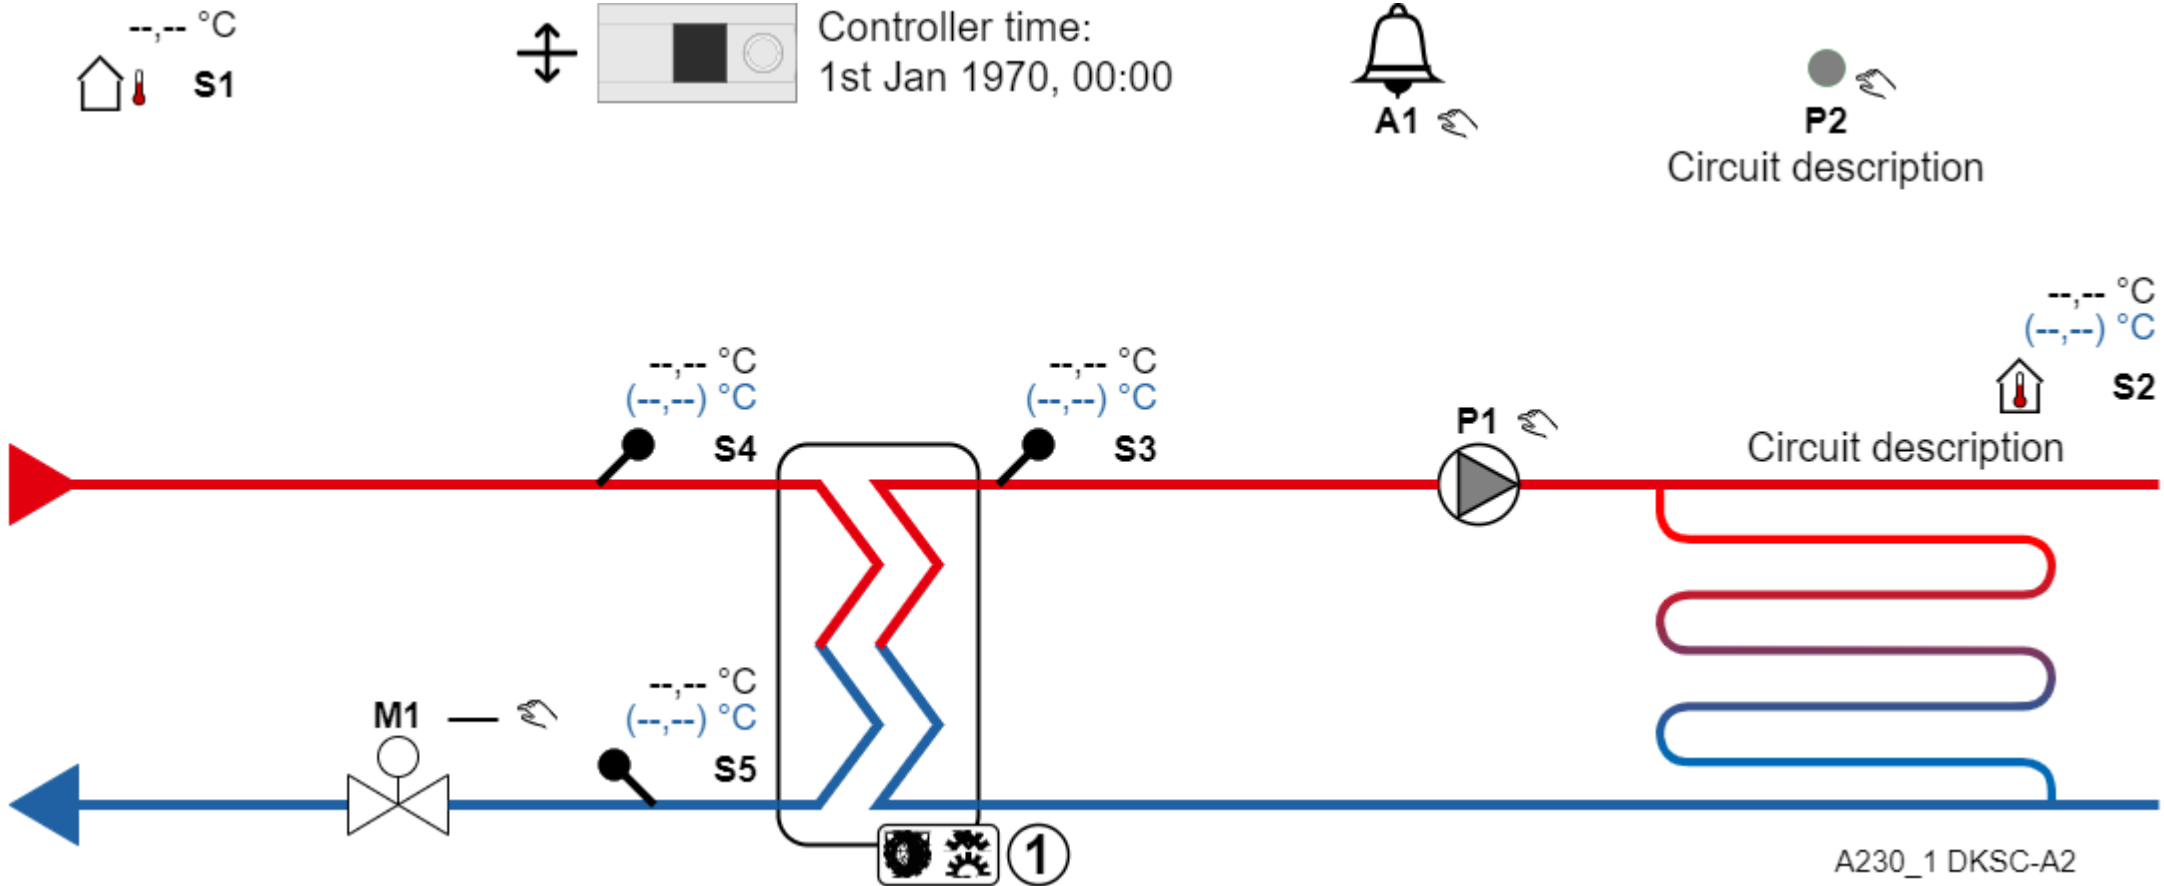 --,-- °C
S1
Controller time:
1st Jan 1970, 00:00
A1
P2
Circuit description
--,-- °C
(--,--) °C
S2
--,-- °C
(--,--) °C
S4
--,-- °C
(--,--) °C
S3
P1
Circuit description
--,-- °C
(--,--) °C
S5
M1
1
A230_1 DKSC-A2